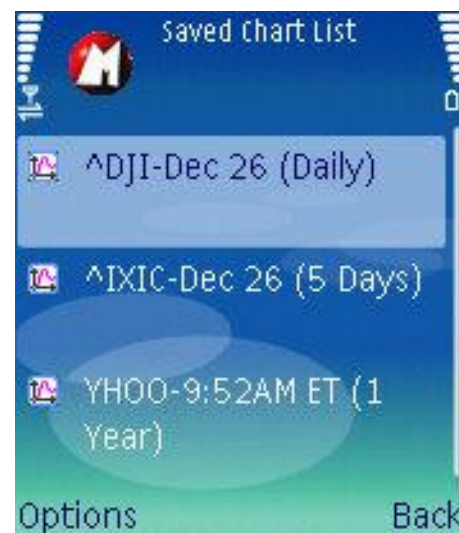 Saved Chart List
^DJI-Dec 26 (Daily)
^IXIC-Dec 26 (5 Days)
YHOO-9:52AM ET (1
Year)
Options Back